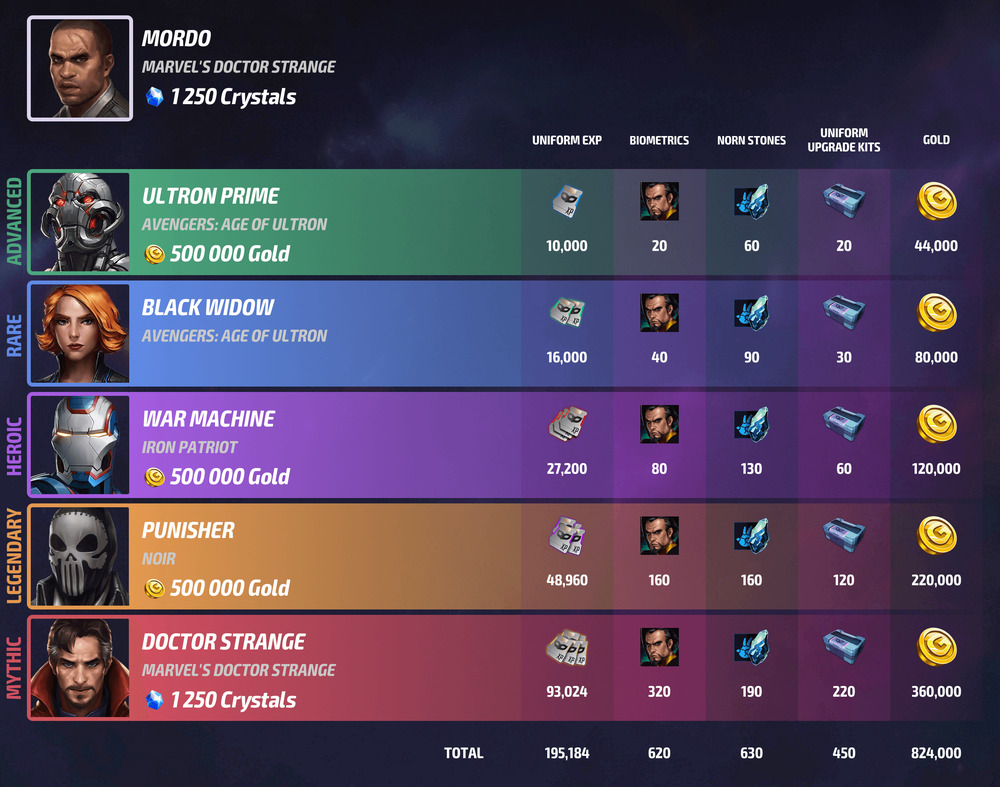 MORDO
MARVEL'S DOCTOR STRANGE
1 250 Crystals
UNIFORM EXP BIOMETRICS NORN STONES UNIFORM UPGRADE KITS GOLD
ADVANCED
ULTRON PRIME
AVENGERS: AGE OF ULTRON
500 000 Gold
10,000 20 60 20 44,000
RARE
BLACK WIDOW
AVENGERS: AGE OF ULTRON
16,000 40 90 30 80,000
HEROIC
WAR MACHINE
IRON PATRIOT
500 000 Gold
27,200 80 130 60 120,000
LEGENDARY
PUNISHER
NOIR
500 000 Gold
48,960 160 160 120 220,000
MYTHIC
DOCTOR STRANGE
MARVEL'S DOCTOR STRANGE
1 250 Crystals
93,024 320 190 220 360,000
TOTAL 195,184 620 630 450 824,000